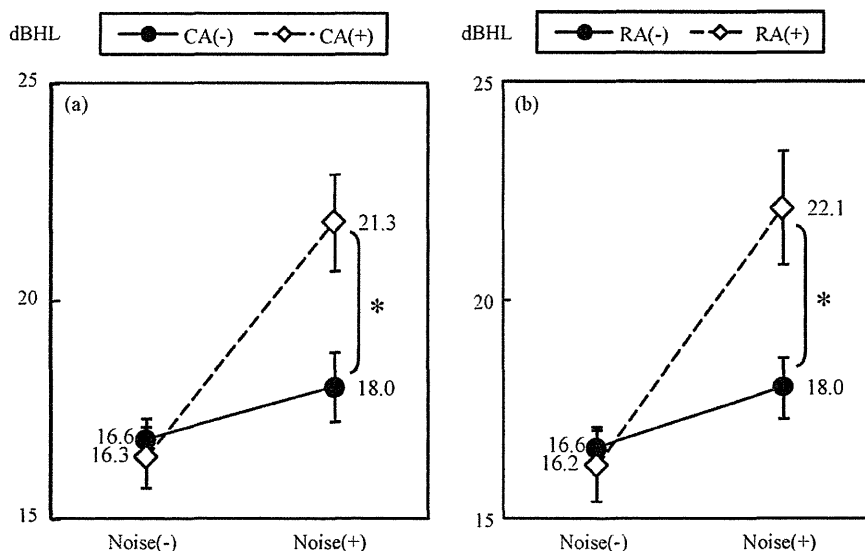 dBHL CA(-) CA(+)
25
(a)
21.3
20
*
18.0
16.6
16.3
15
Noise(-) Noise(+)
dBHL RA(-) RA(+)
25
(b)
22.1
20
*
18.0
16.6
16.2
15
Noise(-) Noise(+)